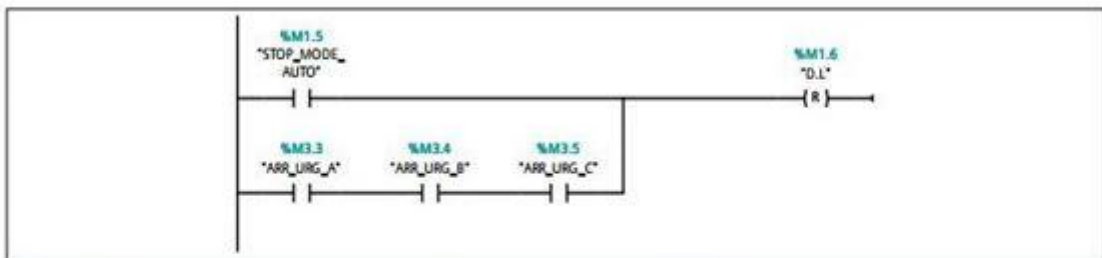 %M1.5
"STOP_MODE_
AUTO"
%M1.6
"D.L"
R
%M3.3
"ARR_URG_A"
%M3.4
"ARR_URG_B"
%M3.5
"ARR_URG_C"